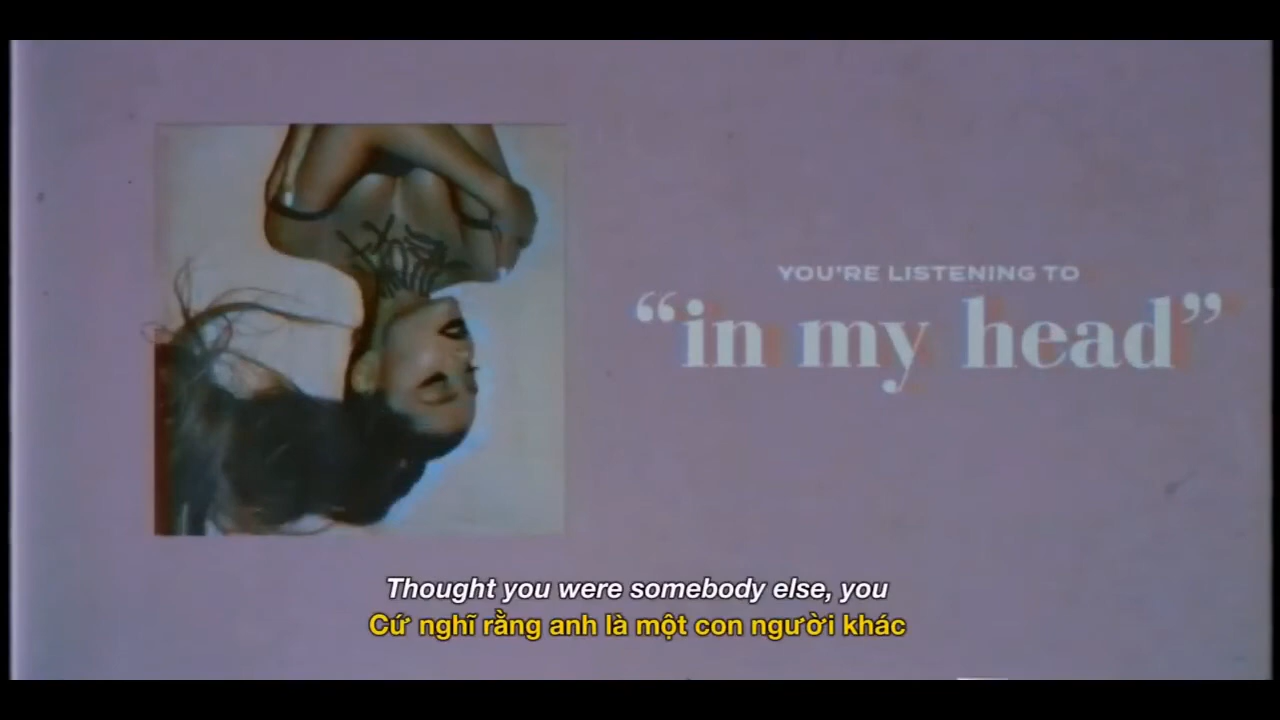 YOU'RE LISTENING TO
“in my head”
Thought you were somebody else, you
Cứ nghĩ rằng anh là một con người khác